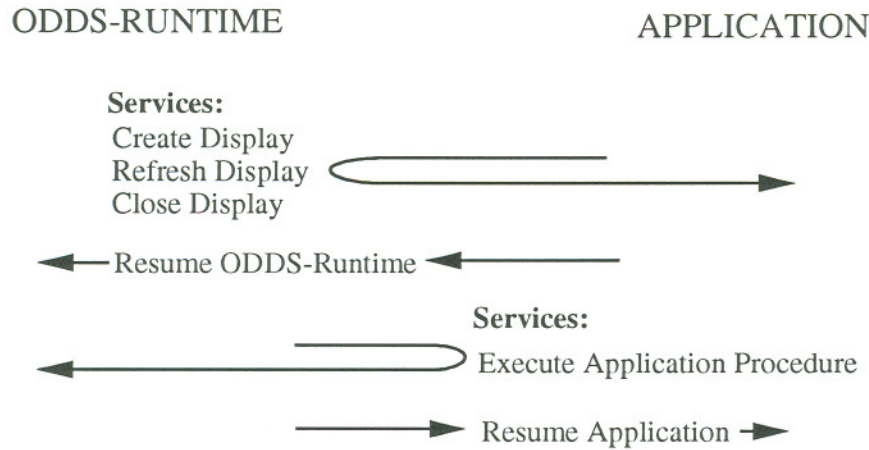 ODDS-RUNTIME APPLICATION
Services:
Create Display
Refresh Display
Close Display
Resume ODDS-Runtime
Services:
Execute Application Procedure
Resume Application